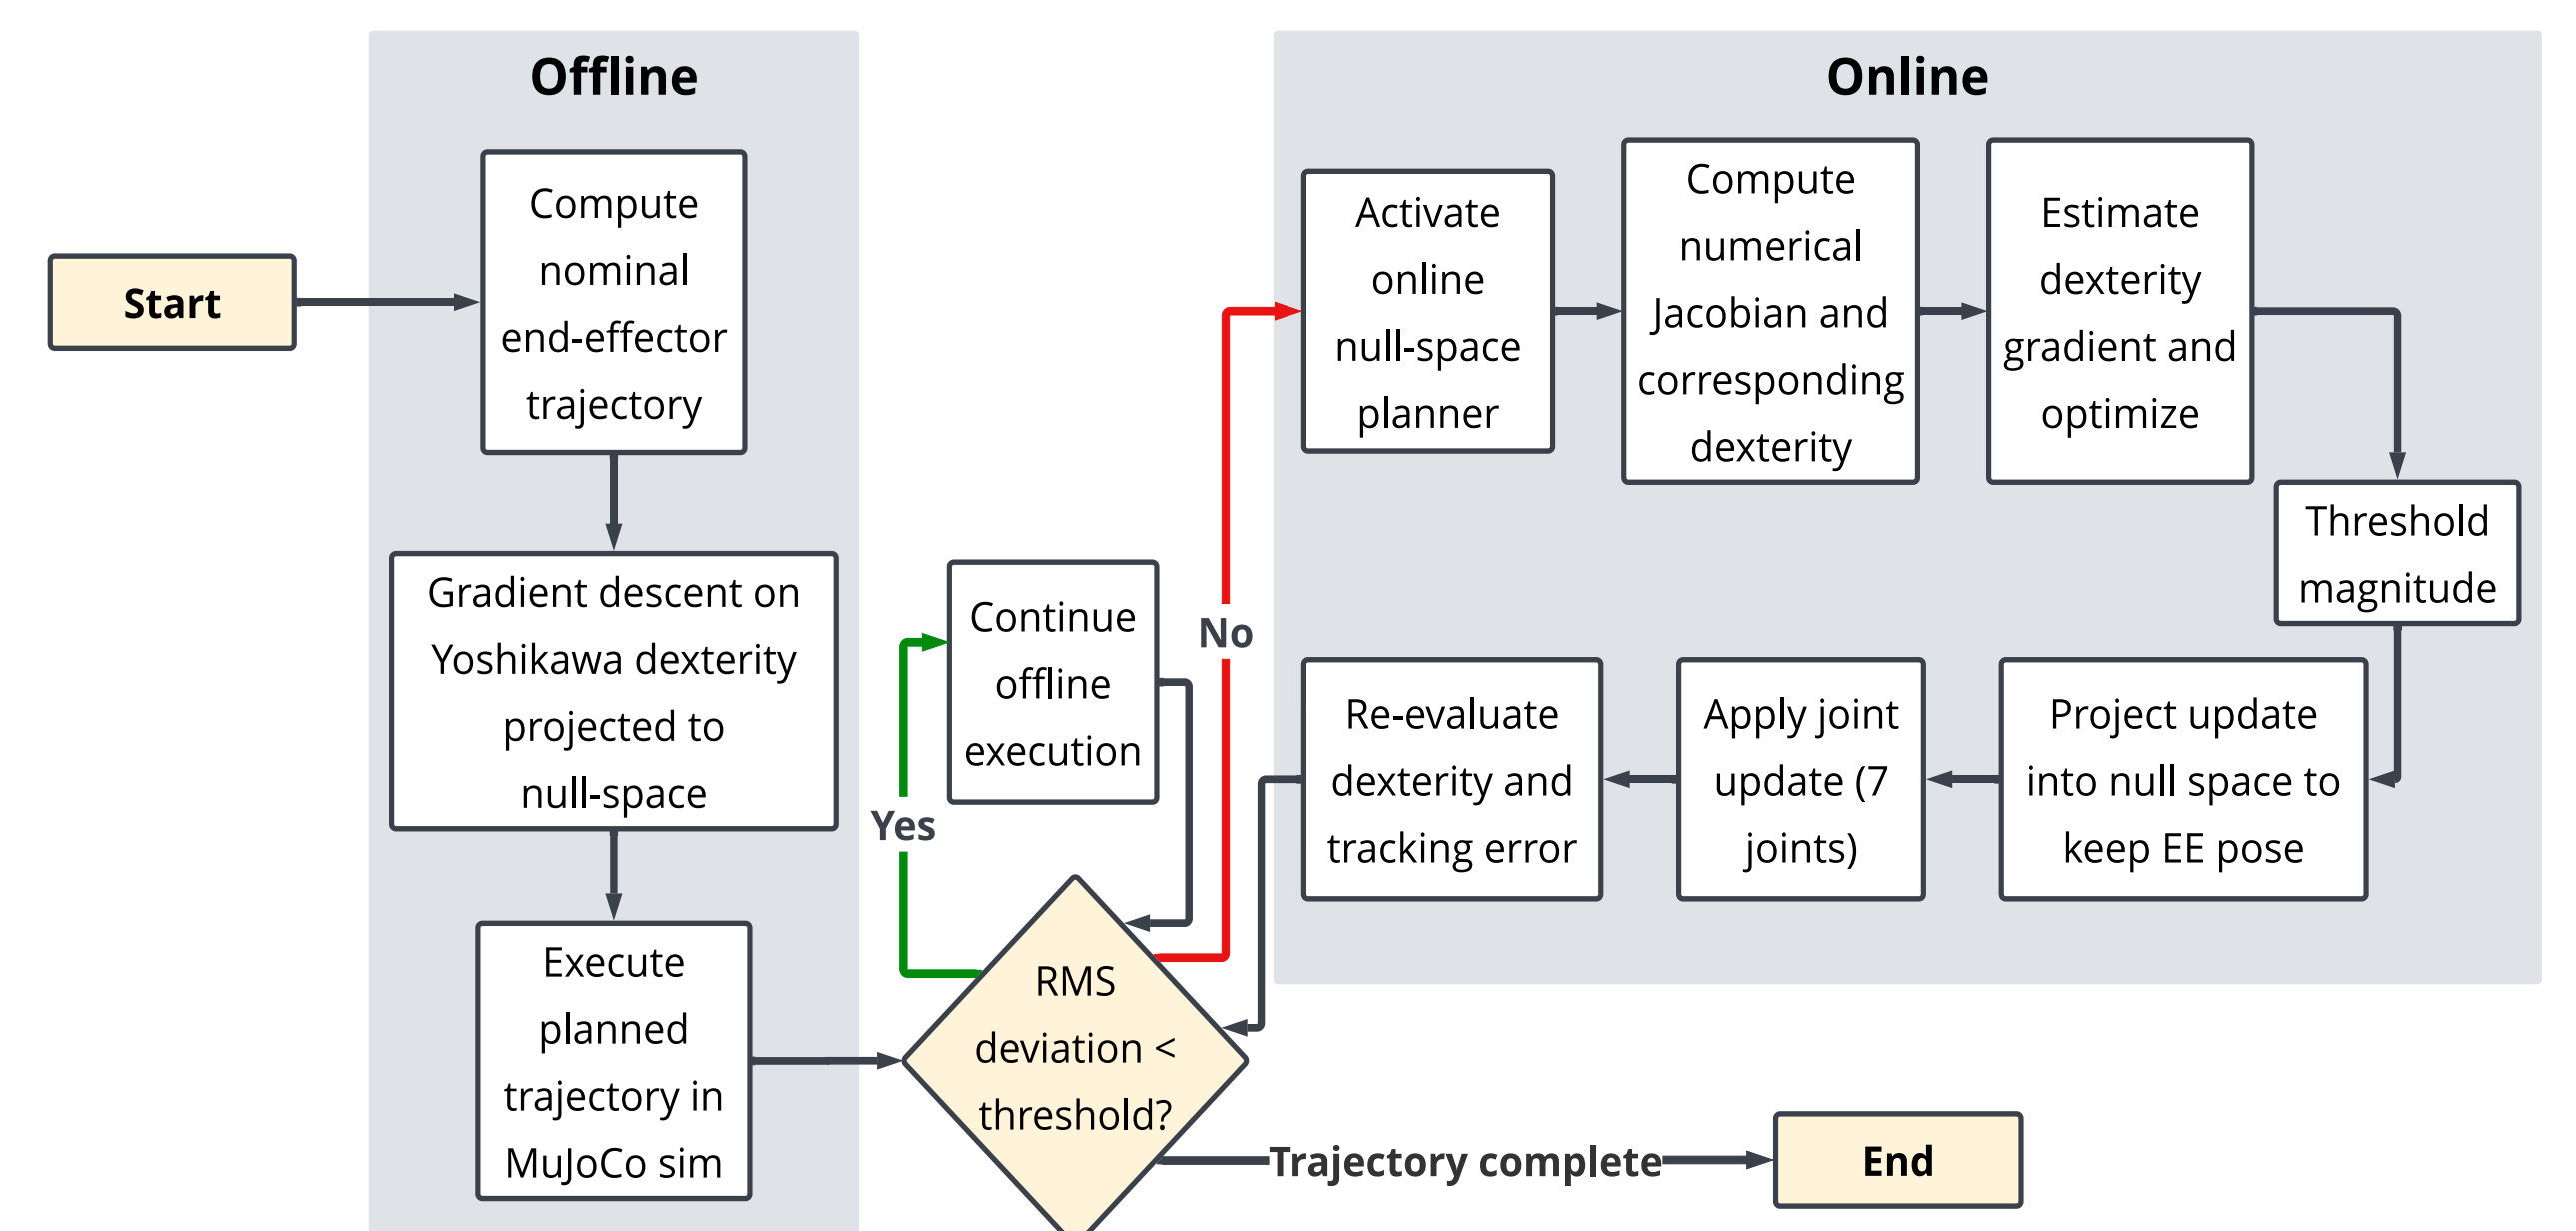 Offline
Online
Start
Compute
nominal
end-effector
trajectory
Gradient descent on
Yoshikawa dexterity
projected to
null-space
Execute
planned
trajectory in
MuJoCo sim
RMS
deviation <
threshold?
Yes
Continue
offline
execution
No
Activate
online
null-space
planner
Compute
numerical
Jacobian and
corresponding
dexterity
Estimate
dexterity
gradient and
optimize
Threshold
magnitude
Project update
into null space to
keep EE pose
Apply joint
update (7
joints)
Re-evaluate
dexterity and
tracking error
Trajectory complete
End